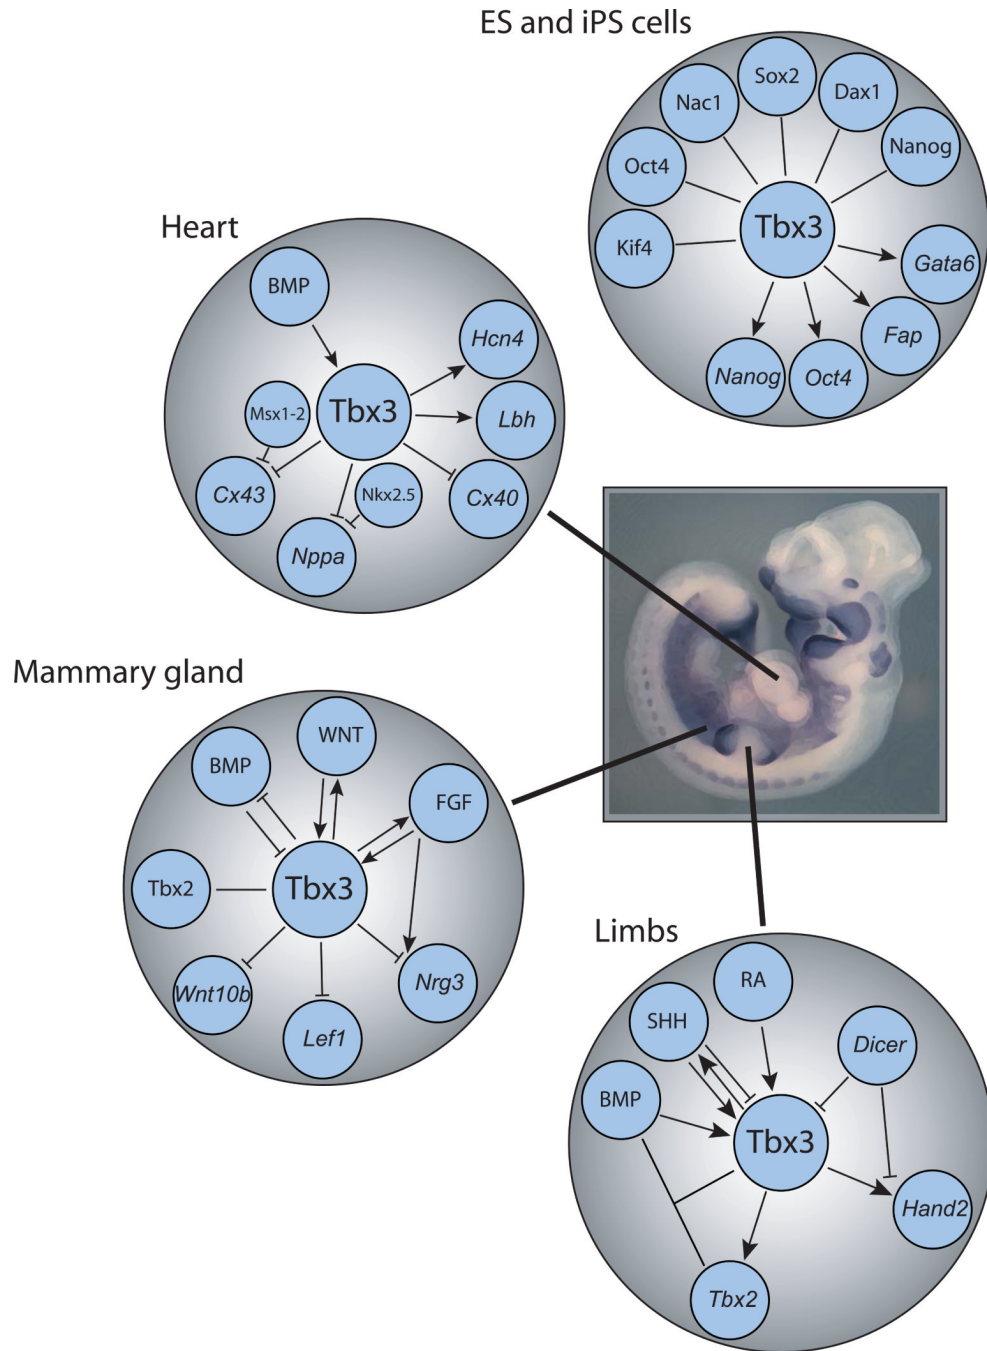 ES and iPS cells
Sox2
Nac1
Dax1
Oct4
Nanog
Tbx3
Kif4
Gata6
Fap
Nanog
Oct4
Heart
BMP
Hcn4
Tbx3
Msx1-2
Lbh
Cx43
Nkx2.5
Cx40
Nppa
Mammary gland
WNT
BMP
FGF
Tbx3
Tbx2
Wnt10b
Nrg3
Lef1
Limbs
RA
SHH
Dicer
BMP
Tbx3
Hand2
Tbx2